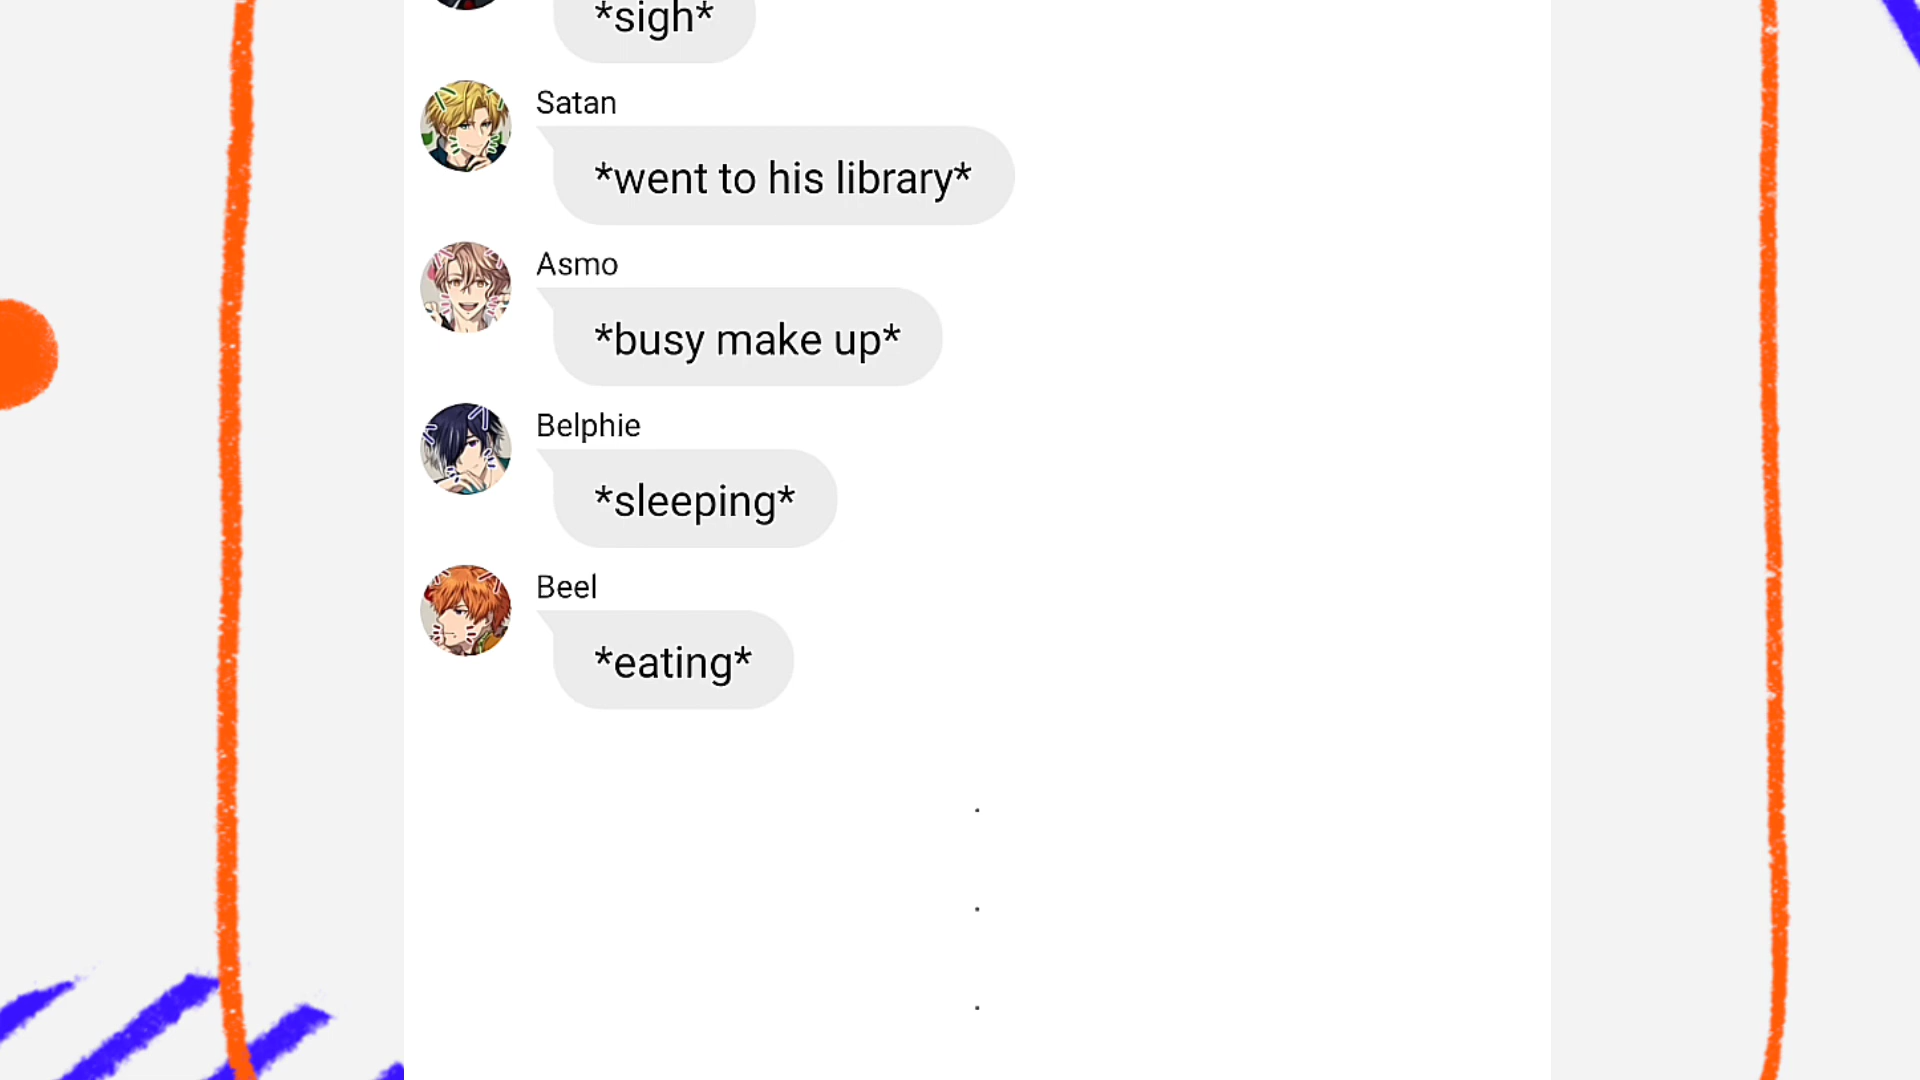 *sigh*
Satan
*went to his library*
Asmo
*busy make up*
Belphie
*sleeping*
Beel
*eating*
.
.
.